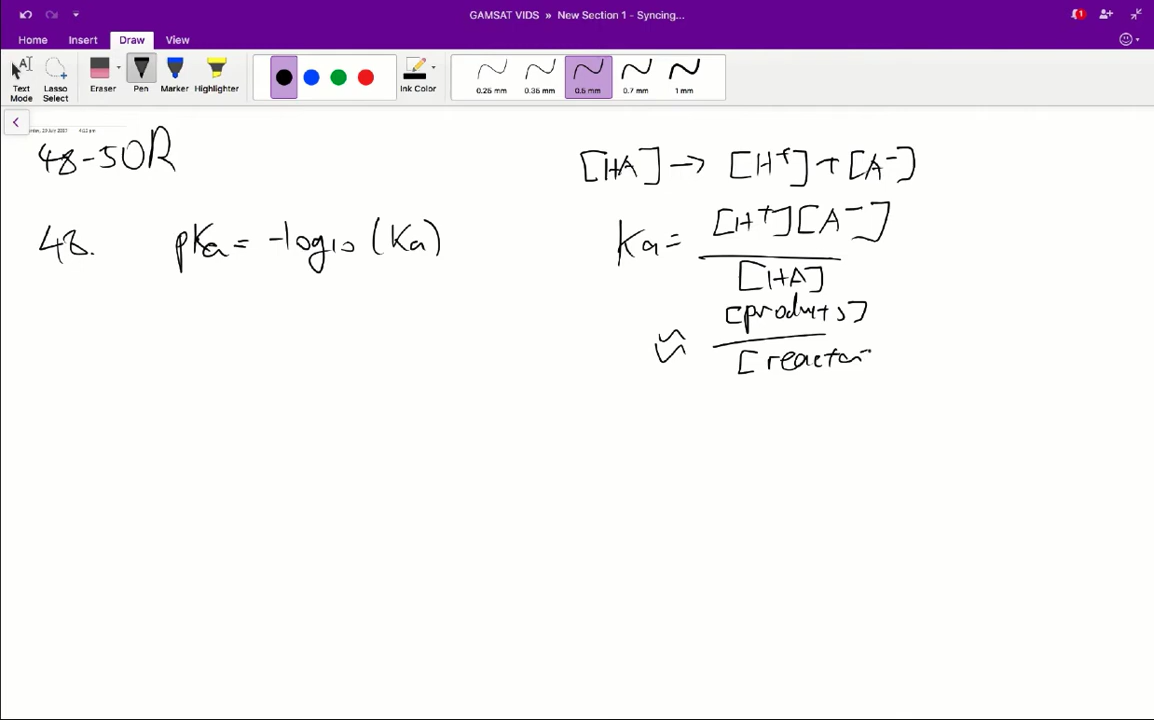 GAMSAT VIDS » New Section 1 - Syncing...
1
Home Insert Draw View
Text Mode
Lasso Select
Eraser
Pen
Marker
Highlighter
Ink Color
0.25 mm
0.35 mm
0.5 mm
0.7 mm
1 mm
48-50R
[HA] → [H⁺] + [A⁻]
48. pKa = -log₁₀ (Ka)
Ka = [H⁺][A⁻]
[HA]
≈ [products]
[reactan